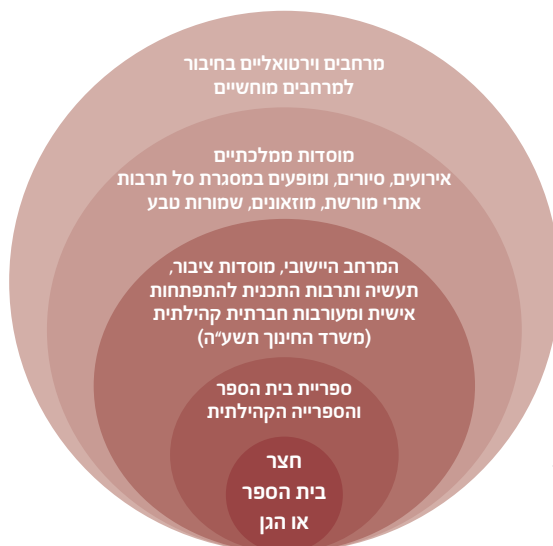 מרחבים וירטואליים בחיבור
למרחבים מוחשיים
מוסדות ממלכתיים
אירועים, סיורים, ומופעים במסגרת סל תרבות
אתרי מורשת, מוזאונים, שמורות טבע
המרחב היישובי, מוסדות ציבור,
תעשיה ותרבות התכנית להתפתחות
אישית ומעורבות חברתית קהילתית
(משרד החינוך תשע״ה)
ספריית בית הספר
והספרייה הקהילתית
חצר
בית הספר
או הגן